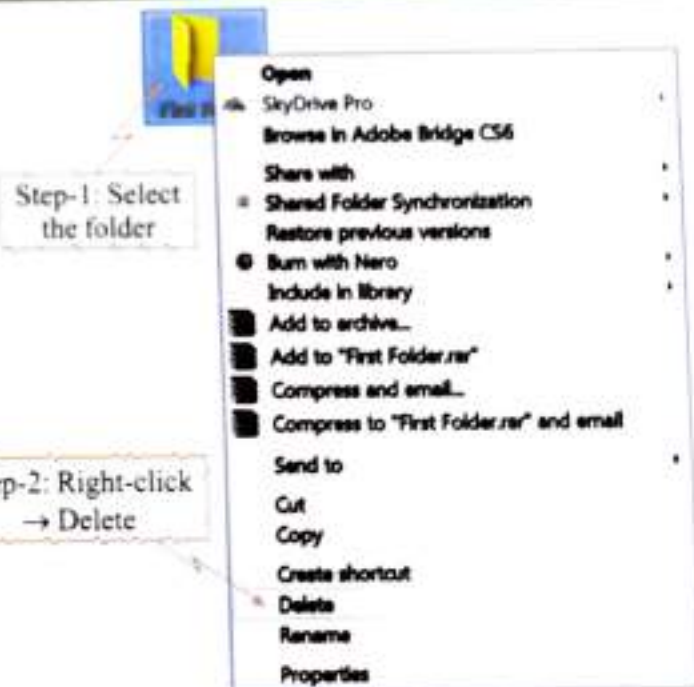 First
Open
SkyDrive Pro
Browse in Adobe Bridge CS6
Step-1: Select
the folder
Share with
Shared Folder Synchronization
Restore previous versions
Burn with Nero
Include in library
Add to archive...
Add to "First Folder.rar"
Compress and email...
Compress to "First Folder.rar" and email
Send to
ep-2: Right-click
→ Delete
Cut
Copy
Create shortcut
Delete
Rename
Properties